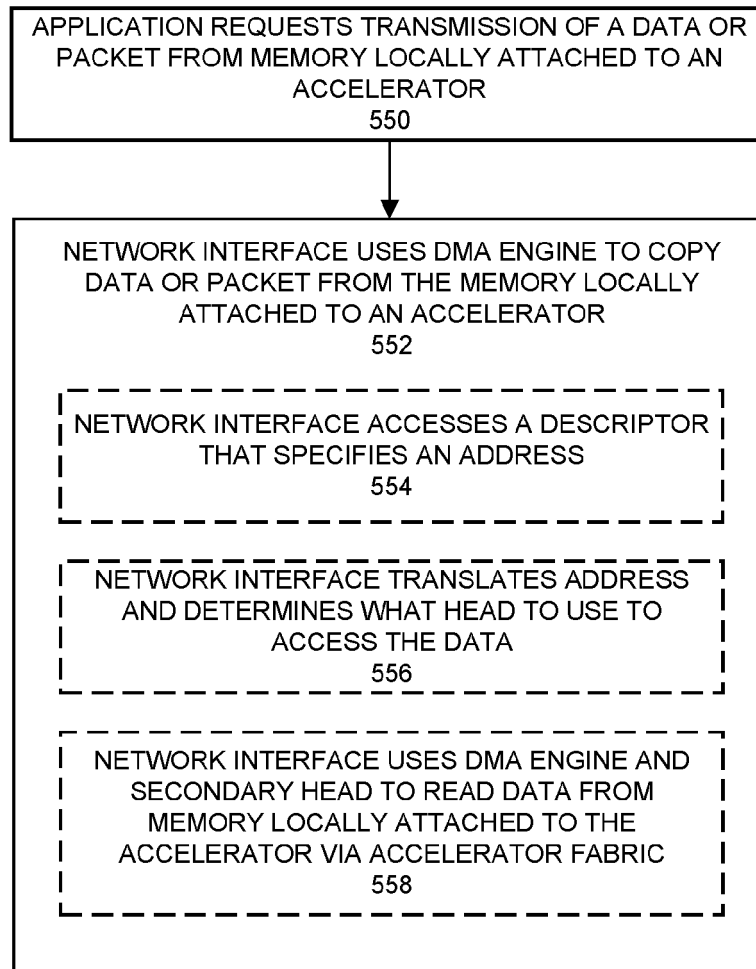 APPLICATION REQUESTS TRANSMISSION OF A DATA OR
PACKET FROM MEMORY LOCALLY ATTACHED TO AN
ACCELERATOR
550
NETWORK INTERFACE USES DMA ENGINE TO COPY
DATA OR PACKET FROM THE MEMORY LOCALLY
ATTACHED TO AN ACCELERATOR
552
NETWORK INTERFACE ACCESSES A DESCRIPTOR
THAT SPECIFIES AN ADDRESS
554
NETWORK INTERFACE TRANSLATES ADDRESS
AND DETERMINES WHAT HEAD TO USE TO
ACCESS THE DATA
556
NETWORK INTERFACE USES DMA ENGINE AND
SECONDARY HEAD TO READ DATA FROM
MEMORY LOCALLY ATTACHED TO THE
ACCELERATOR VIA ACCELERATOR FABRIC
558